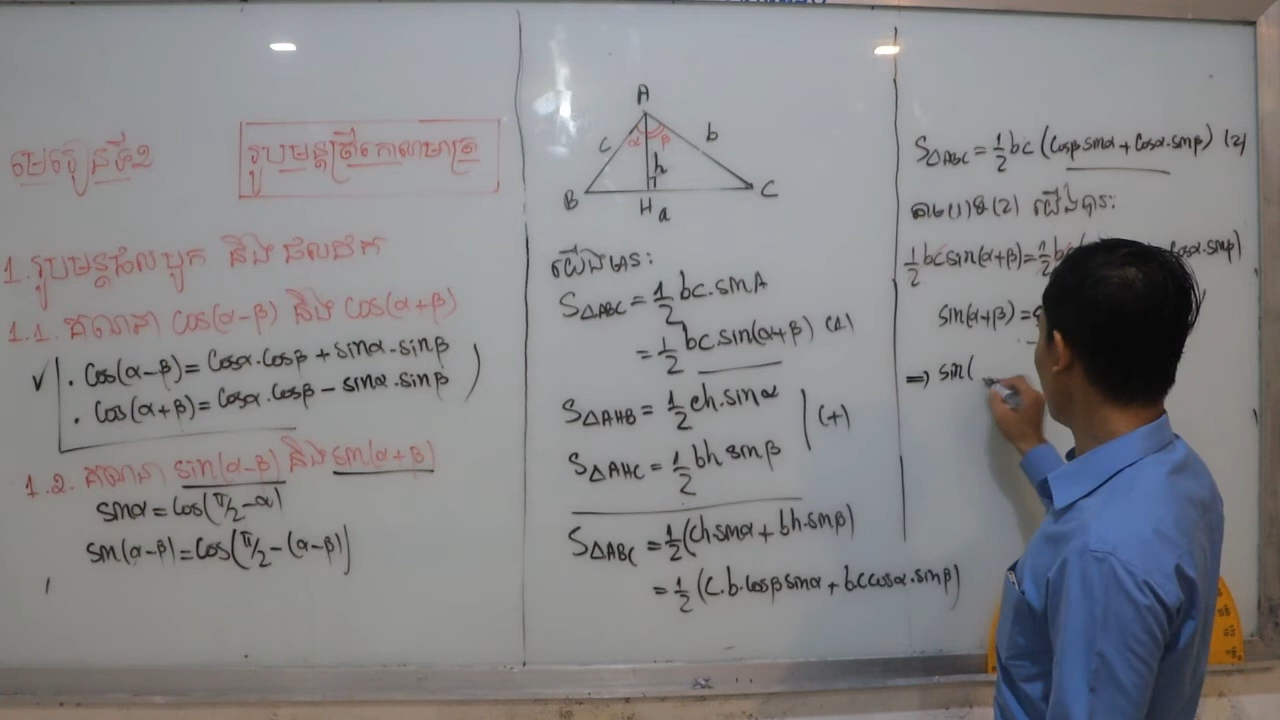 មេរៀនទី2
រូបមន្តត្រីកោណមាត្រ
1. រូបមន្តផលបូក និង ផលដក
1.1. គណនា cos(α-β) និង cos(α+β)
. cos(α-β)=cosα.cosβ+sinα.sinβ
. cos(α+β)=cosα.cosβ-sinα.sinβ
1.2. គណនា sin(α-β) និង sin(α+β)
sinα=cos(π/2-α)
sin(α-β)=cos(π/2-(α-β))
A
c α β b
h
B H a C
យើងមាន:
S△ABC = 1/2 bc.sinA
= 1/2 bc.sin(α+β) (1)
S△AHB = 1/2 ch.sinα
S△AHC = 1/2 bh sinβ
(+)
S△ABC = 1/2 (ch.sinα + bh.sinβ)
= 1/2 (c.b.cosβ sinα + b.c cosα.sinβ)
S△ABC = 1/2 bc (cosβ sinα + cosα.sinβ) (2)
តាម (1) & (2) យើងបាន:
1/2 bc sin(α+β) = 1/2 b cosα.sinβ)
sin(α+β) =
⇒ sin(